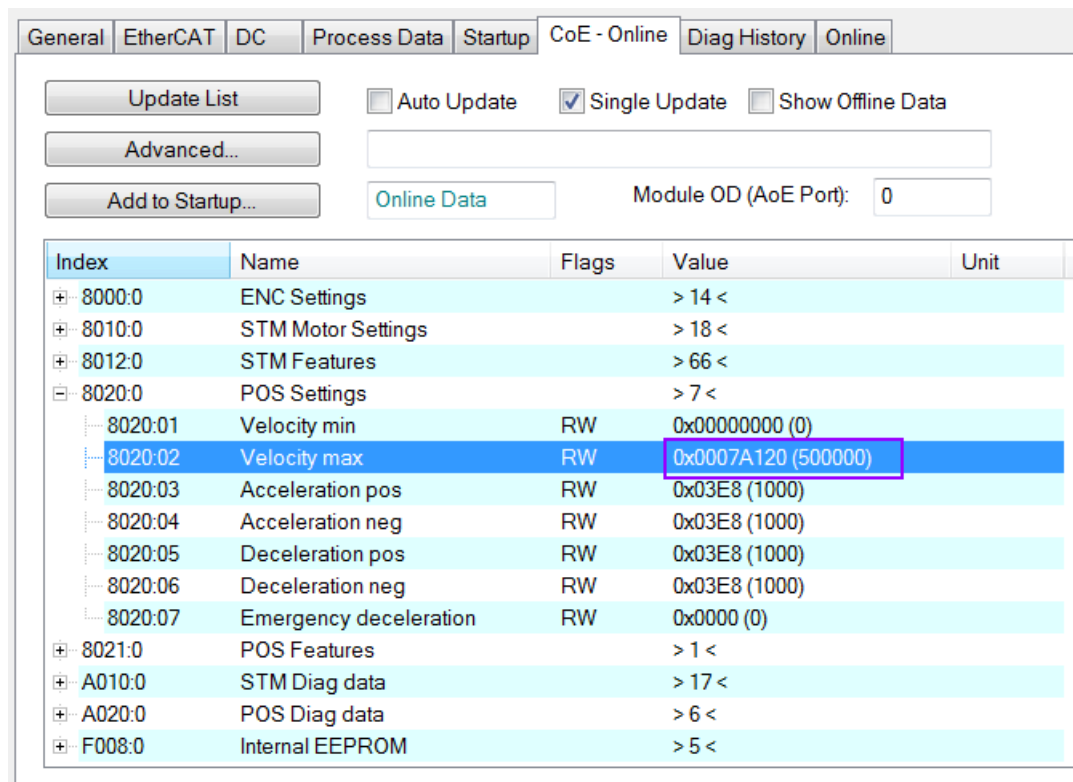 General EtherCAT DC Process Data Startup CoE - Online Diag History Online
Update List Auto Update Single Update Show Offline Data
Advanced...
Add to Startup... Online Data Module OD (AoE Port): 0
Index Name Flags Value Unit
8000:0 ENC Settings > 14 <
8010:0 STM Motor Settings > 18 <
8012:0 STM Features > 66 <
8020:0 POS Settings > 7 <
8020:01 Velocity min RW 0x00000000 (0)
8020:02 Velocity max RW 0x0007A120 (500000)
8020:03 Acceleration pos RW 0x03E8 (1000)
8020:04 Acceleration neg RW 0x03E8 (1000)
8020:05 Deceleration pos RW 0x03E8 (1000)
8020:06 Deceleration neg RW 0x03E8 (1000)
8020:07 Emergency deceleration RW 0x0000 (0)
8021:0 POS Features > 1 <
A010:0 STM Diag data > 17 <
A020:0 POS Diag data > 6 <
F008:0 Internal EEPROM > 5 <